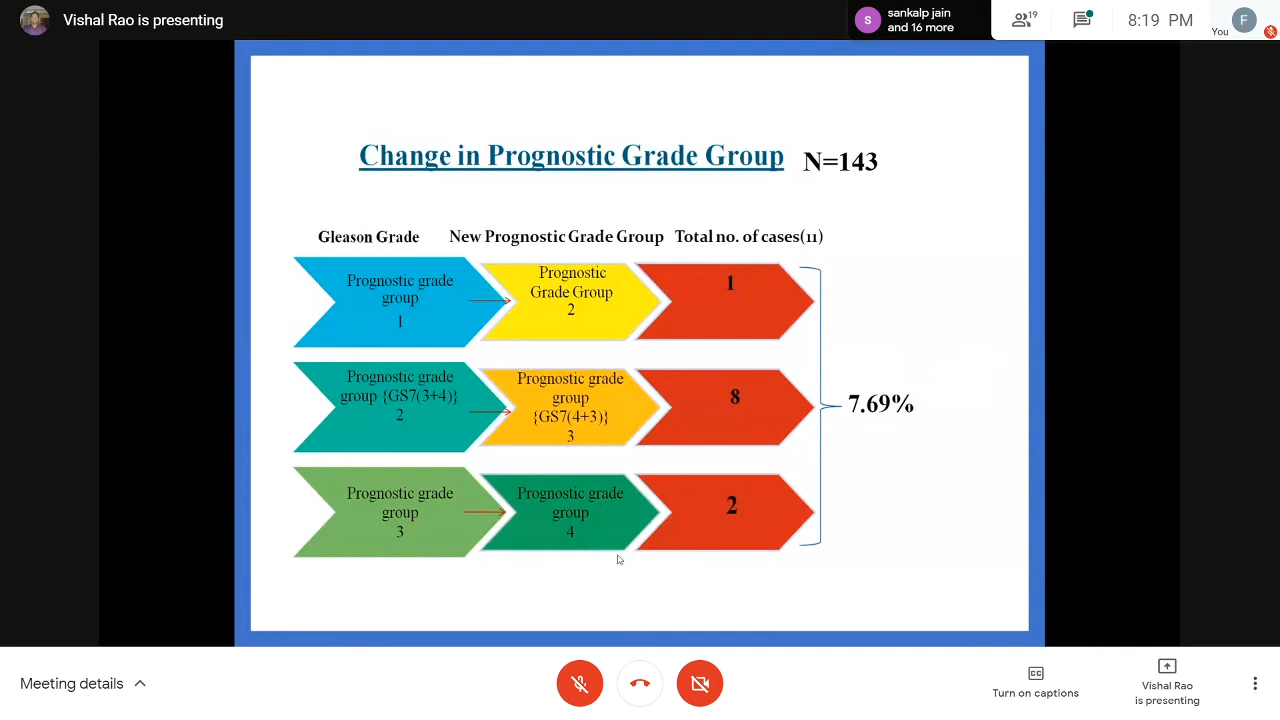 Vishal Rao is presenting
S
sankalp jain
and 16 more
19
8:19 PM
You
F
Change in Prognostic Grade Group N=143
Gleason Grade New Prognostic Grade Group Total no. of cases(11)
Prognostic grade
group
1
Prognostic
Grade Group
2
1
Prognostic grade
group {GS7(3+4)}
2
Prognostic grade
group
{GS7(4+3)}
3
8
7.69%
Prognostic grade
group
3
Prognostic grade
group
4
2
Meeting details
CC
Turn on captions
Vishal Rao
is presenting